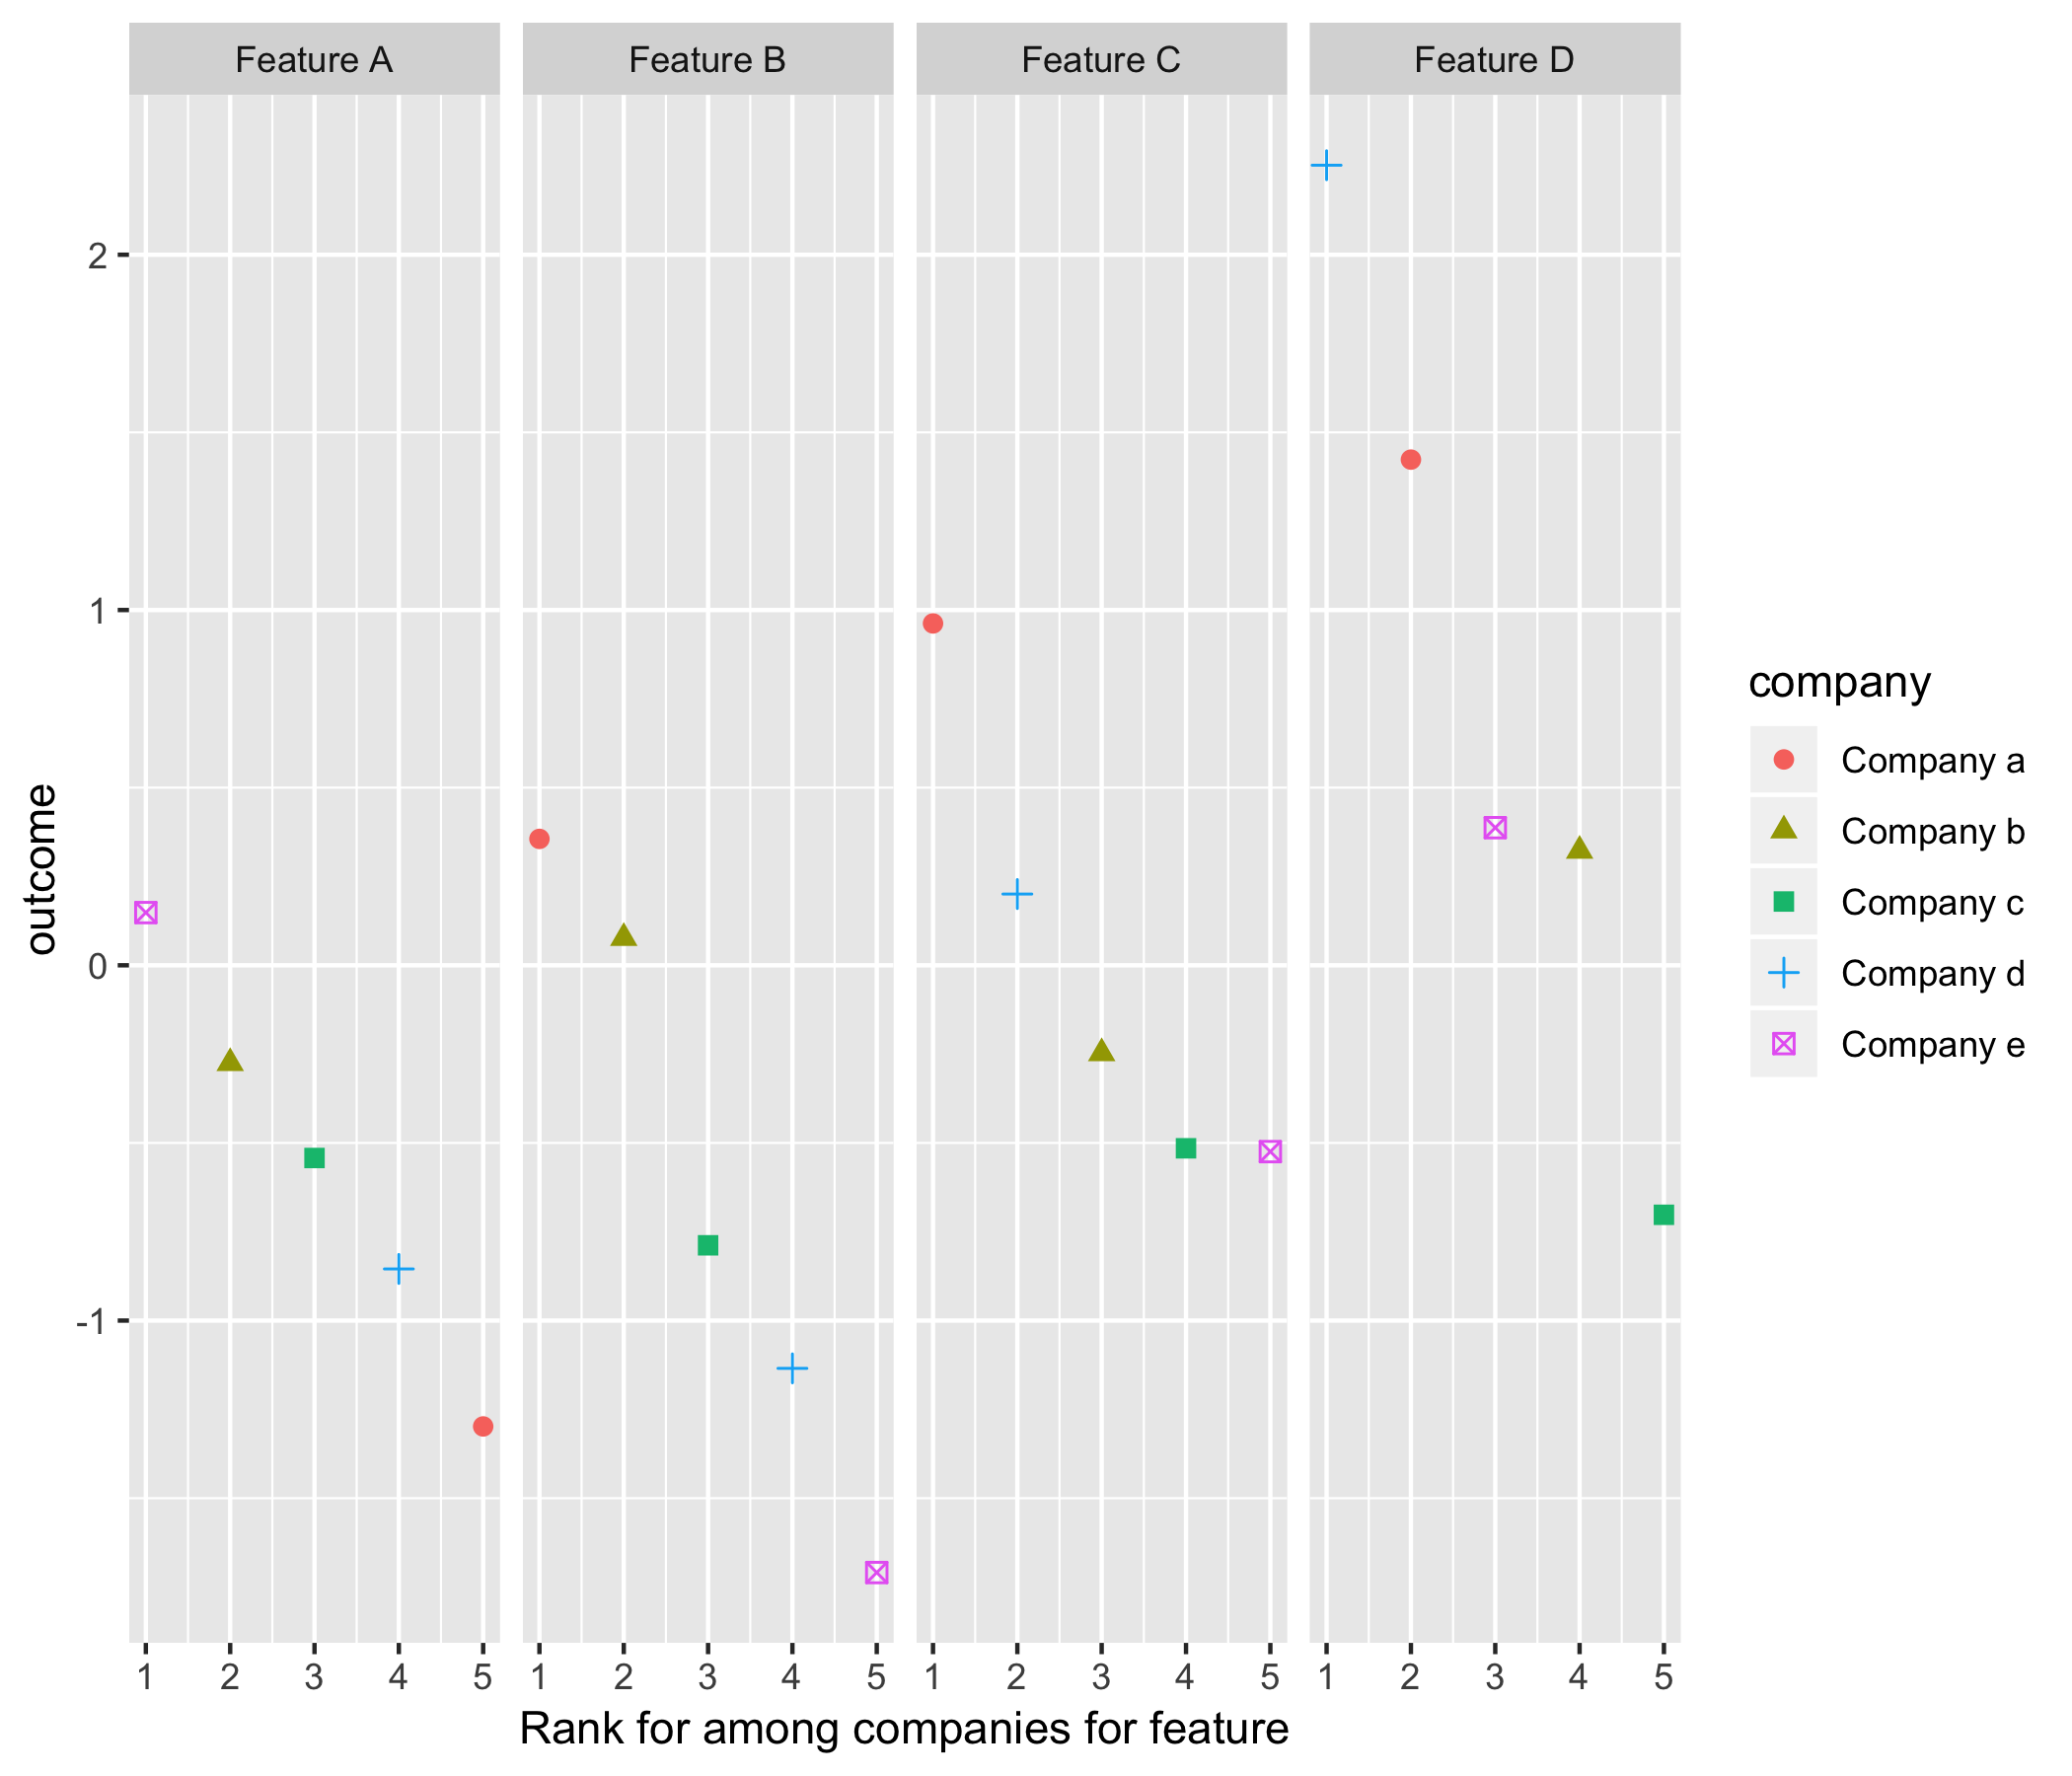 Feature A Feature B Feature C Feature D
2
1
0
-1
outcome
1 2 3 4 5 1 2 3 4 5 1 2 3 4 5 1 2 3 4 5
Rank for among companies for feature
company
Company a
Company b
Company c
Company d
Company e